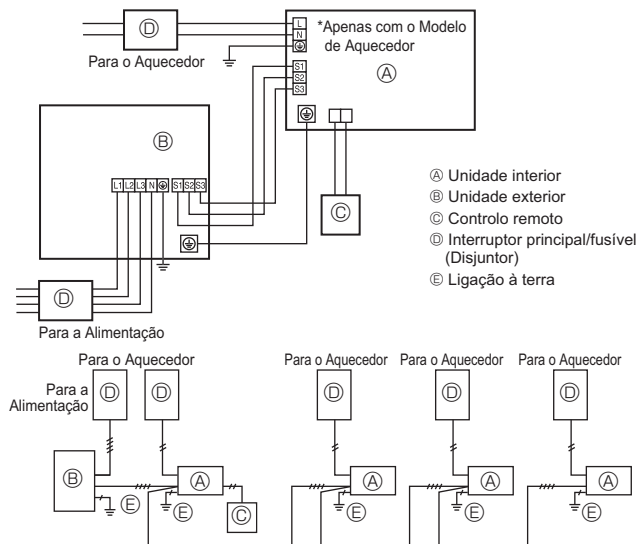 Ⓓ
Para o Aquecedor
L
N
*Apenas com o Modelo
de Aquecedor
Ⓐ
S1
S2
S3
Ⓑ
L1 L2 L3 N S1 S2 S3
Ⓒ
Ⓐ Unidade interior
Ⓑ Unidade exterior
Ⓒ Controlo remoto
Ⓓ Interruptor principal/fusível
(Disjuntor)
Ⓔ Ligação à terra
Ⓓ
Para a Alimentação
Para o Aquecedor Para o Aquecedor Para o Aquecedor Para o Aquecedor
Para a
Alimentação
Ⓓ Ⓓ Ⓓ Ⓓ Ⓓ
Ⓑ Ⓐ Ⓐ Ⓐ Ⓐ
Ⓔ Ⓔ Ⓒ Ⓔ Ⓔ Ⓔ